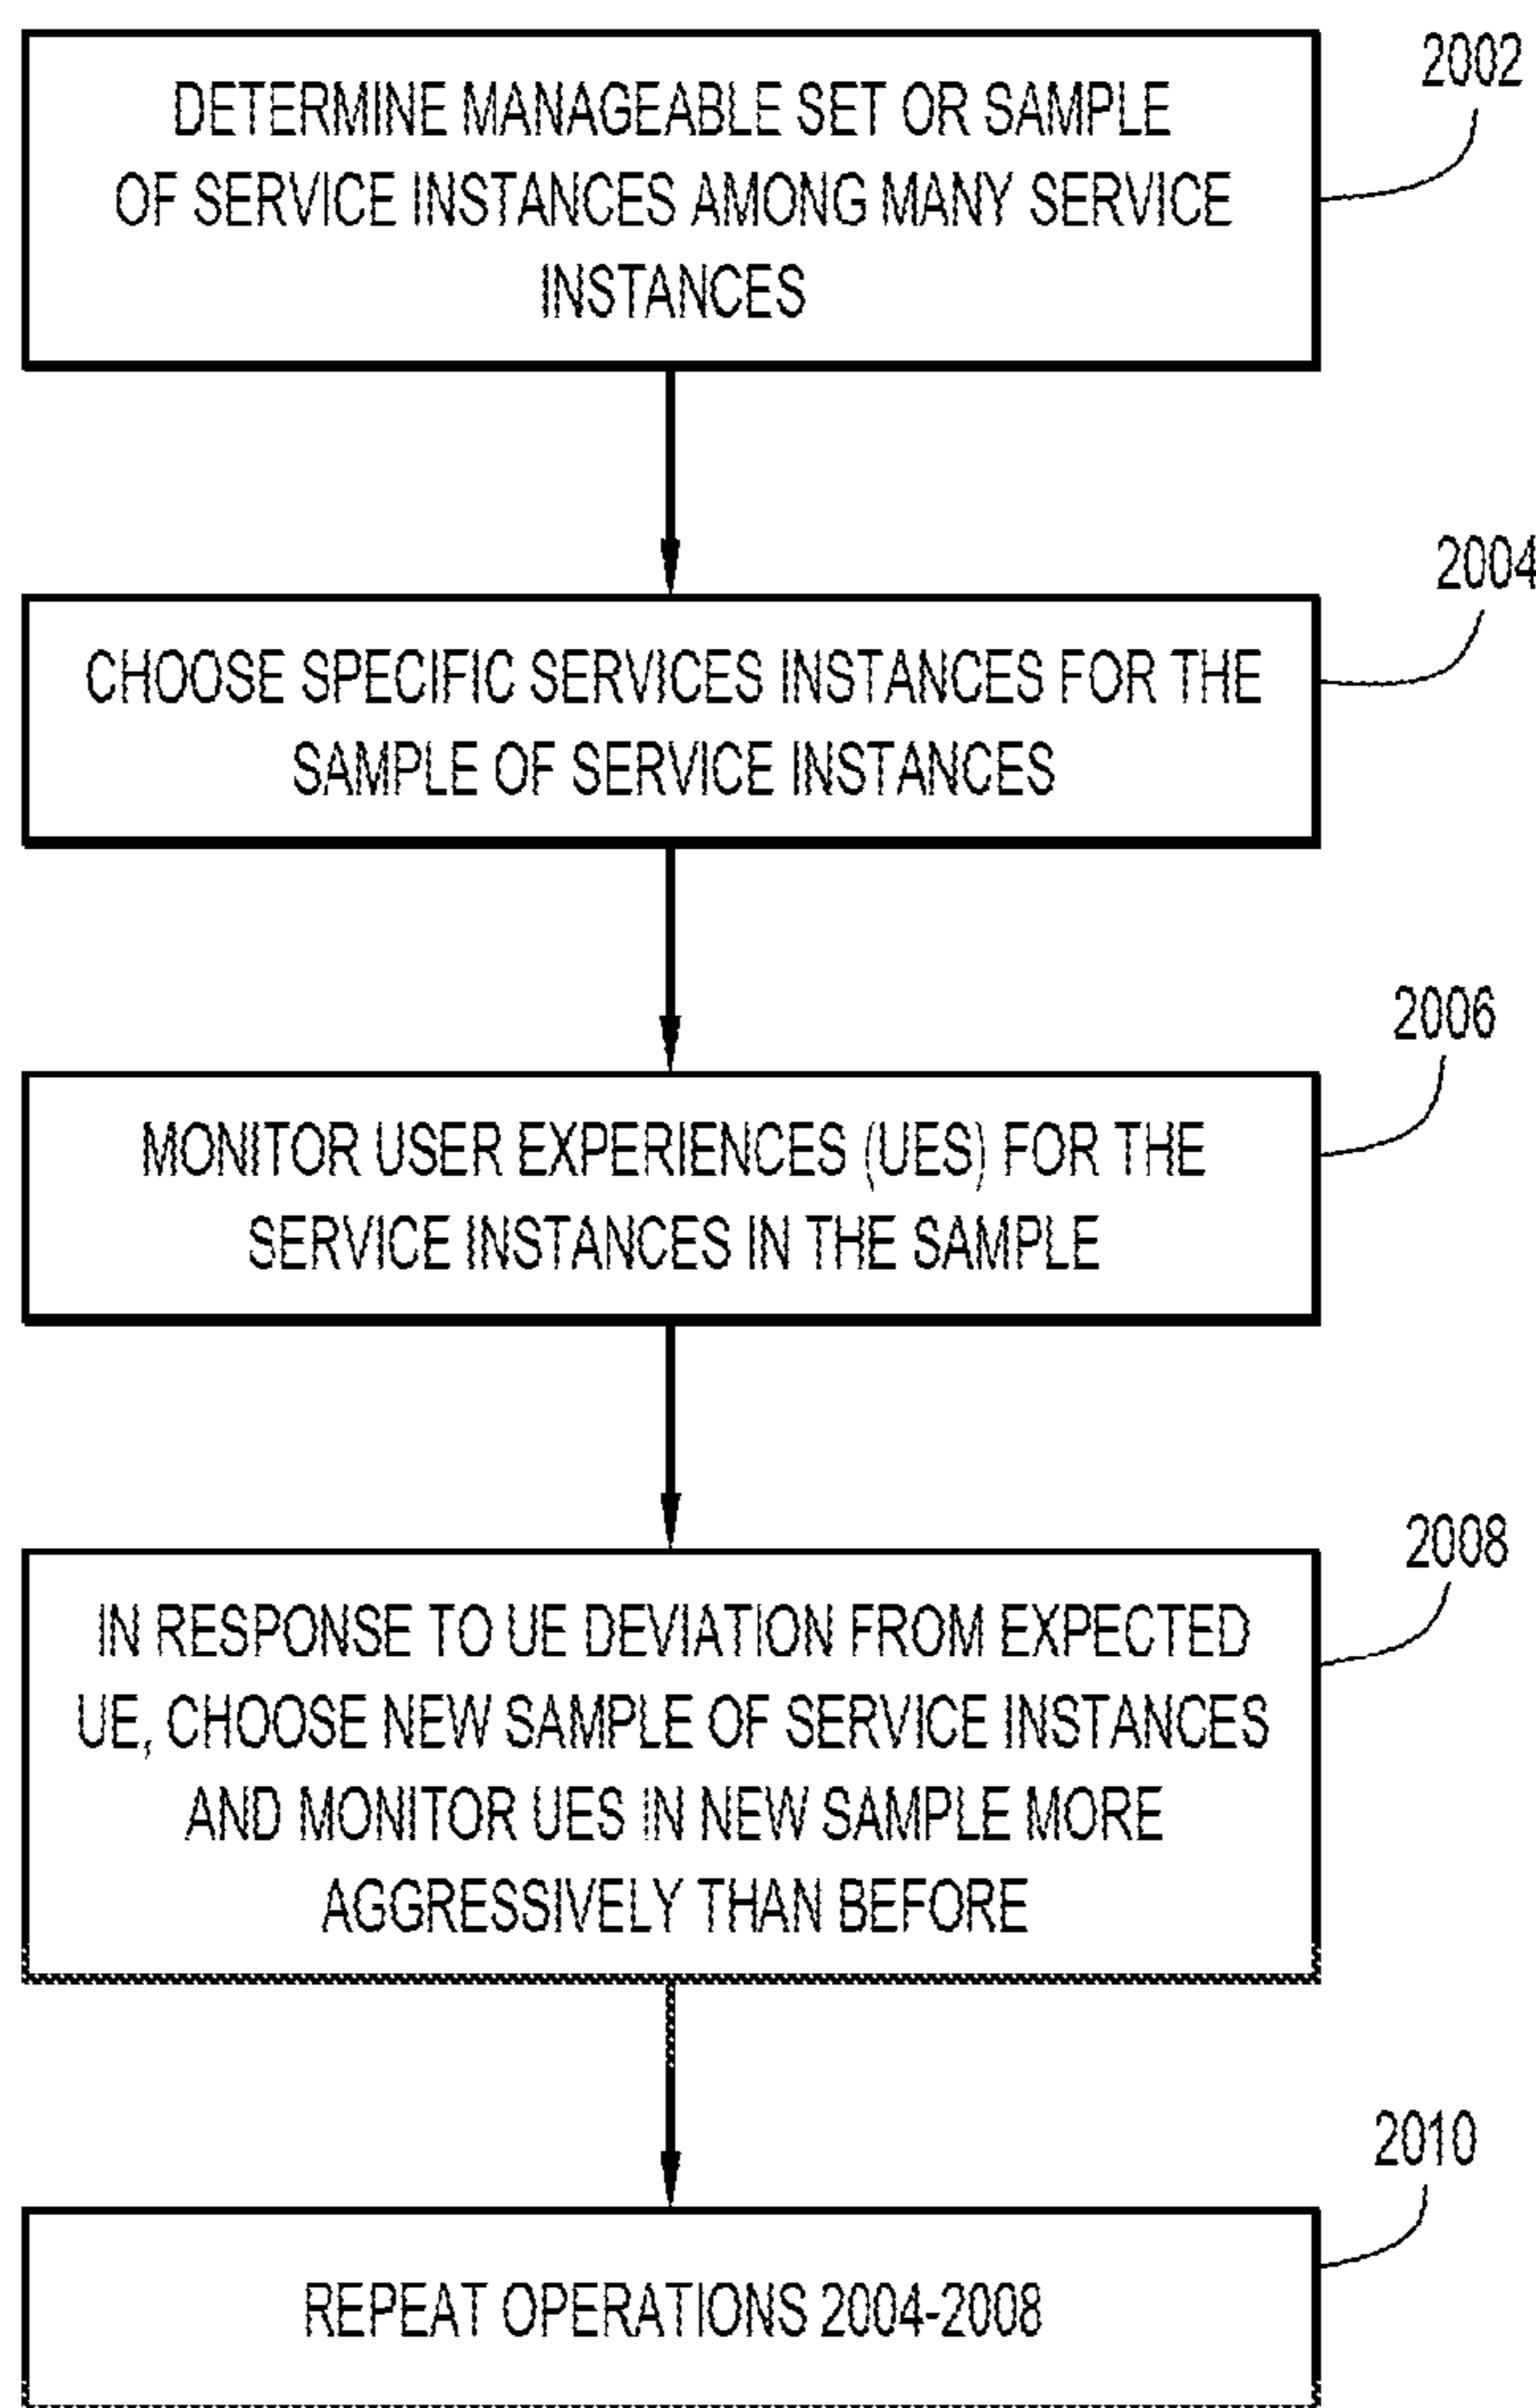 2002
DETERMINE MANAGEABLE SET OR SAMPLE
OF SERVICE INSTANCES AMONG MANY SERVICE
INSTANCES
2004
CHOOSE SPECIFIC SERVICES INSTANCES FOR THE
SAMPLE OF SERVICE INSTANCES
2006
MONITOR USER EXPERIENCES (UES) FOR THE
SERVICE INSTANCES IN THE SAMPLE
2008
IN RESPONSE TO UE DEVIATION FROM EXPECTED
UE, CHOOSE NEW SAMPLE OF SERVICE INSTANCES
AND MONITOR UES IN NEW SAMPLE MORE
AGGRESSIVELY THAN BEFORE
2010
REPEAT OPERATIONS 2004-2008